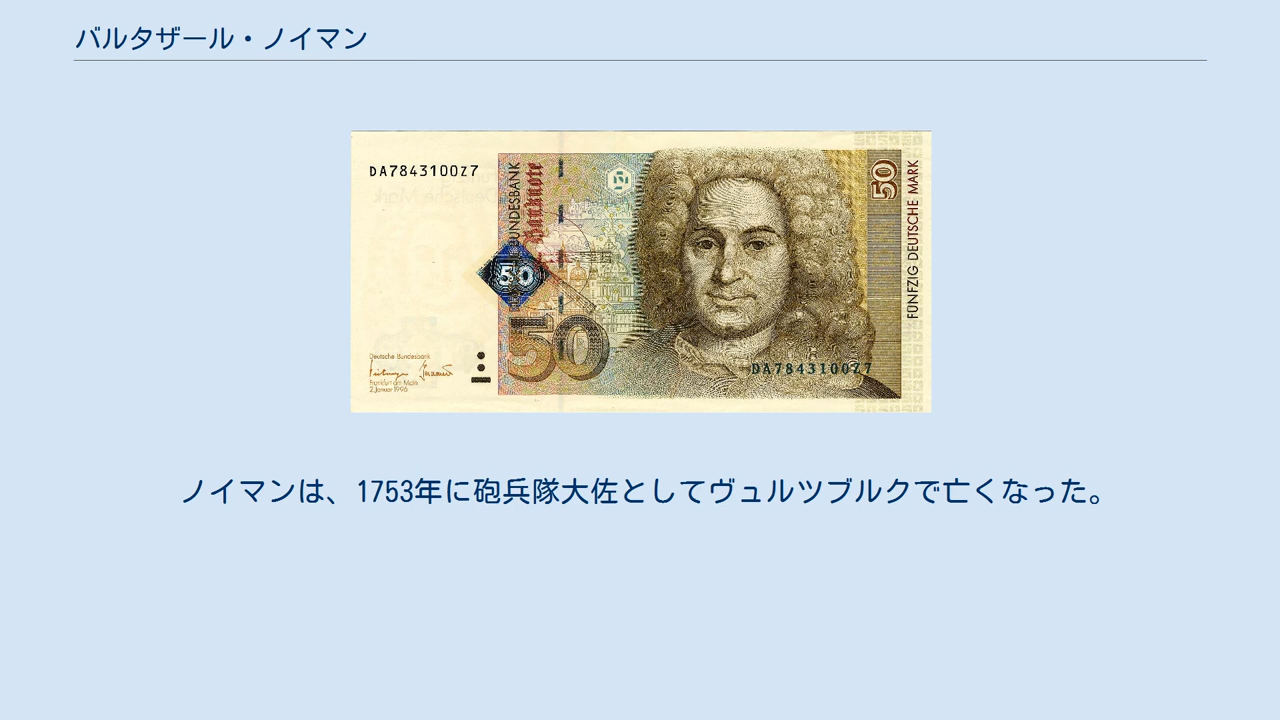 バルタザール・ノイマン
DA7843100Z7
BUNDESBANK
Banknote
50
FÜNFZIG DEUTSCHE MARK
50
50
DA7843100Z7
Deutsche Bundesbank
Frankfurt am Main
2. Januar 1996
ノイマンは、1753年に砲兵隊大佐としてヴュルツブルクで亡くなった。